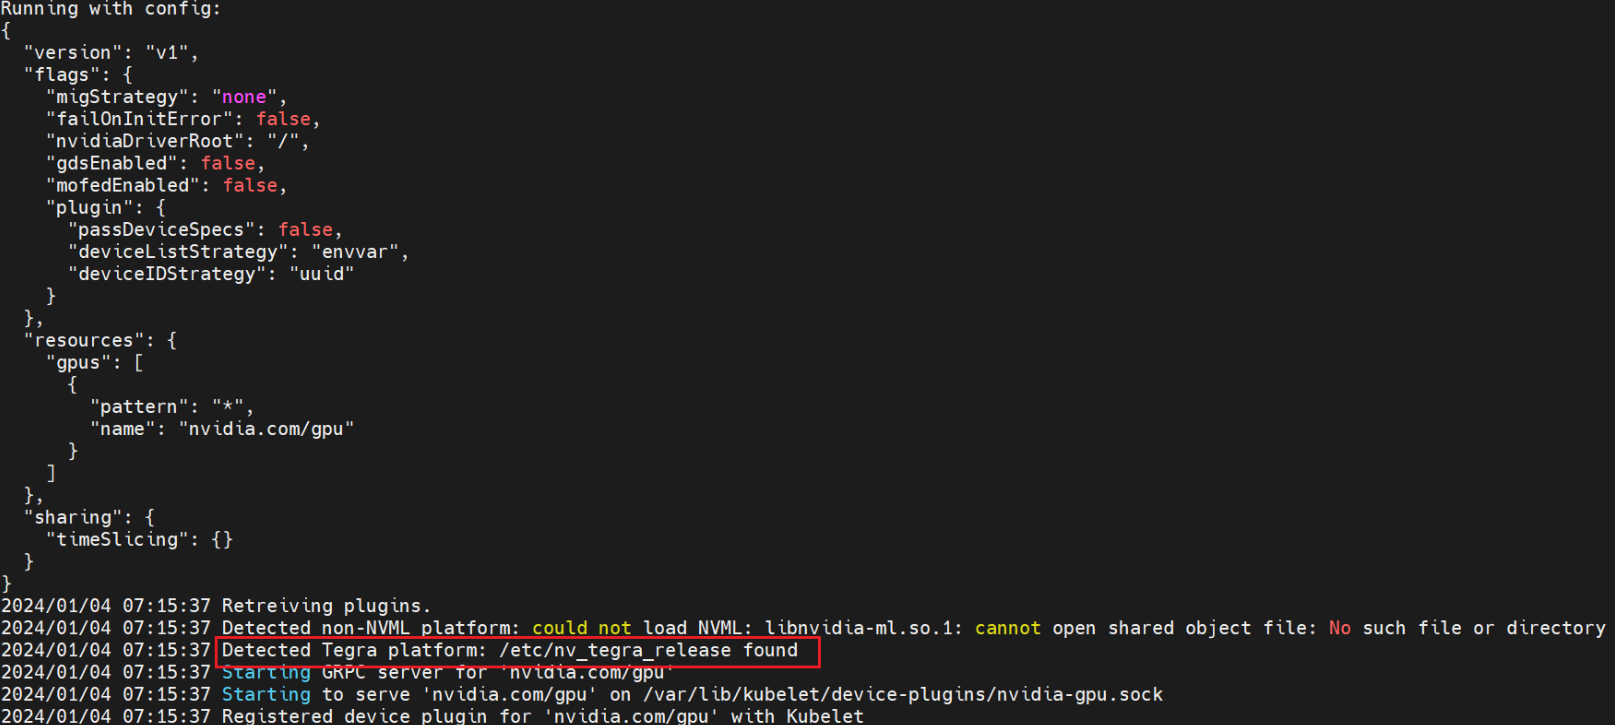 Running with config:
{
  "version": "v1",
  "flags": {
    "migStrategy": "none",
    "failOnInitError": false,
    "nvidiaDriverRoot": "/",
    "gdsEnabled": false,
    "mofedEnabled": false,
    "plugin": {
      "passDeviceSpecs": false,
      "deviceListStrategy": "envvar",
      "deviceIDStrategy": "uuid"
    }
  },
  "resources": {
    "gpus": [
      {
        "pattern": "*",
        "name": "nvidia.com/gpu"
      }
    ]
  },
  "sharing": {
    "timeSlicing": {}
  }
}
2024/01/04 07:15:37 Retreiving plugins.
2024/01/04 07:15:37 Detected non-NVML platform: could not load NVML: libnvidia-ml.so.1: cannot open shared object file: No such file or directory
2024/01/04 07:15:37 Detected Tegra platform: /etc/nv_tegra_release found
2024/01/04 07:15:37 Starting GRPC server for 'nvidia.com/gpu'
2024/01/04 07:15:37 Starting to serve 'nvidia.com/gpu' on /var/lib/kubelet/device-plugins/nvidia-gpu.sock
2024/01/04 07:15:37 Registered device plugin for 'nvidia.com/gpu' with Kubelet